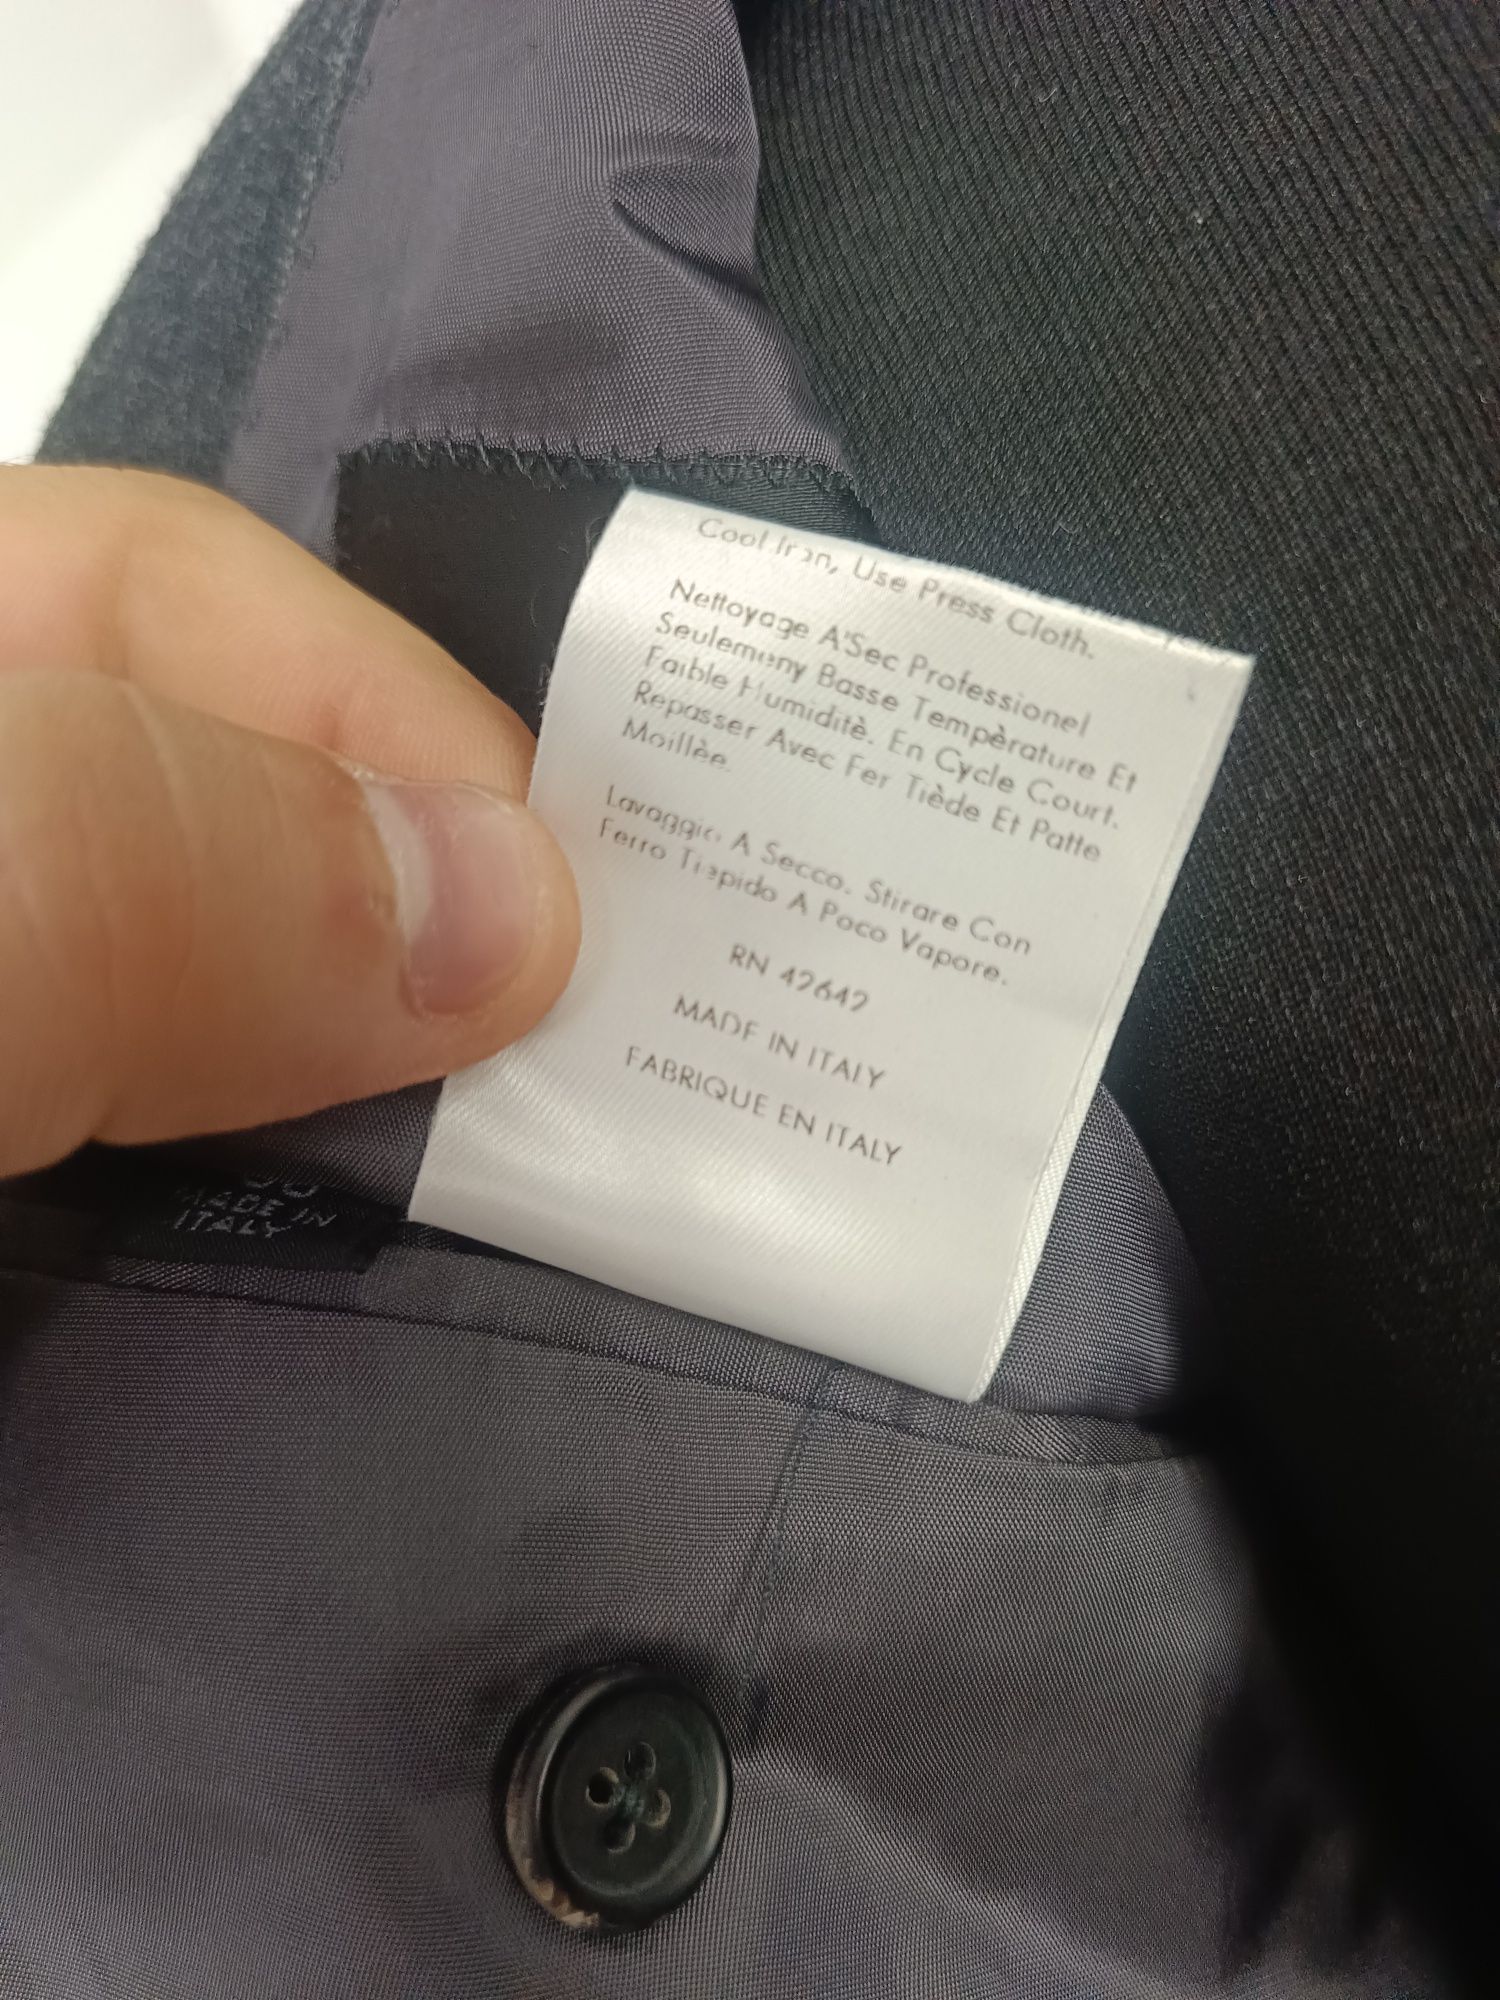 Cool Iron, Use Press Cloth.
Nettoyage A'Sec Professionel
Seulemeny Basse Tempèrature Et
Faible Humiditè. En Cycle Court.
Repasser Avec Fer Tiède Et Patte
Moillèe.
Lavaggio A Secco. Stirare Con
Ferro Tiepido A Poco Vapore.
RN 42642
MADE IN ITALY
FABRIQUE EN ITALY
MADE IN
ITALY